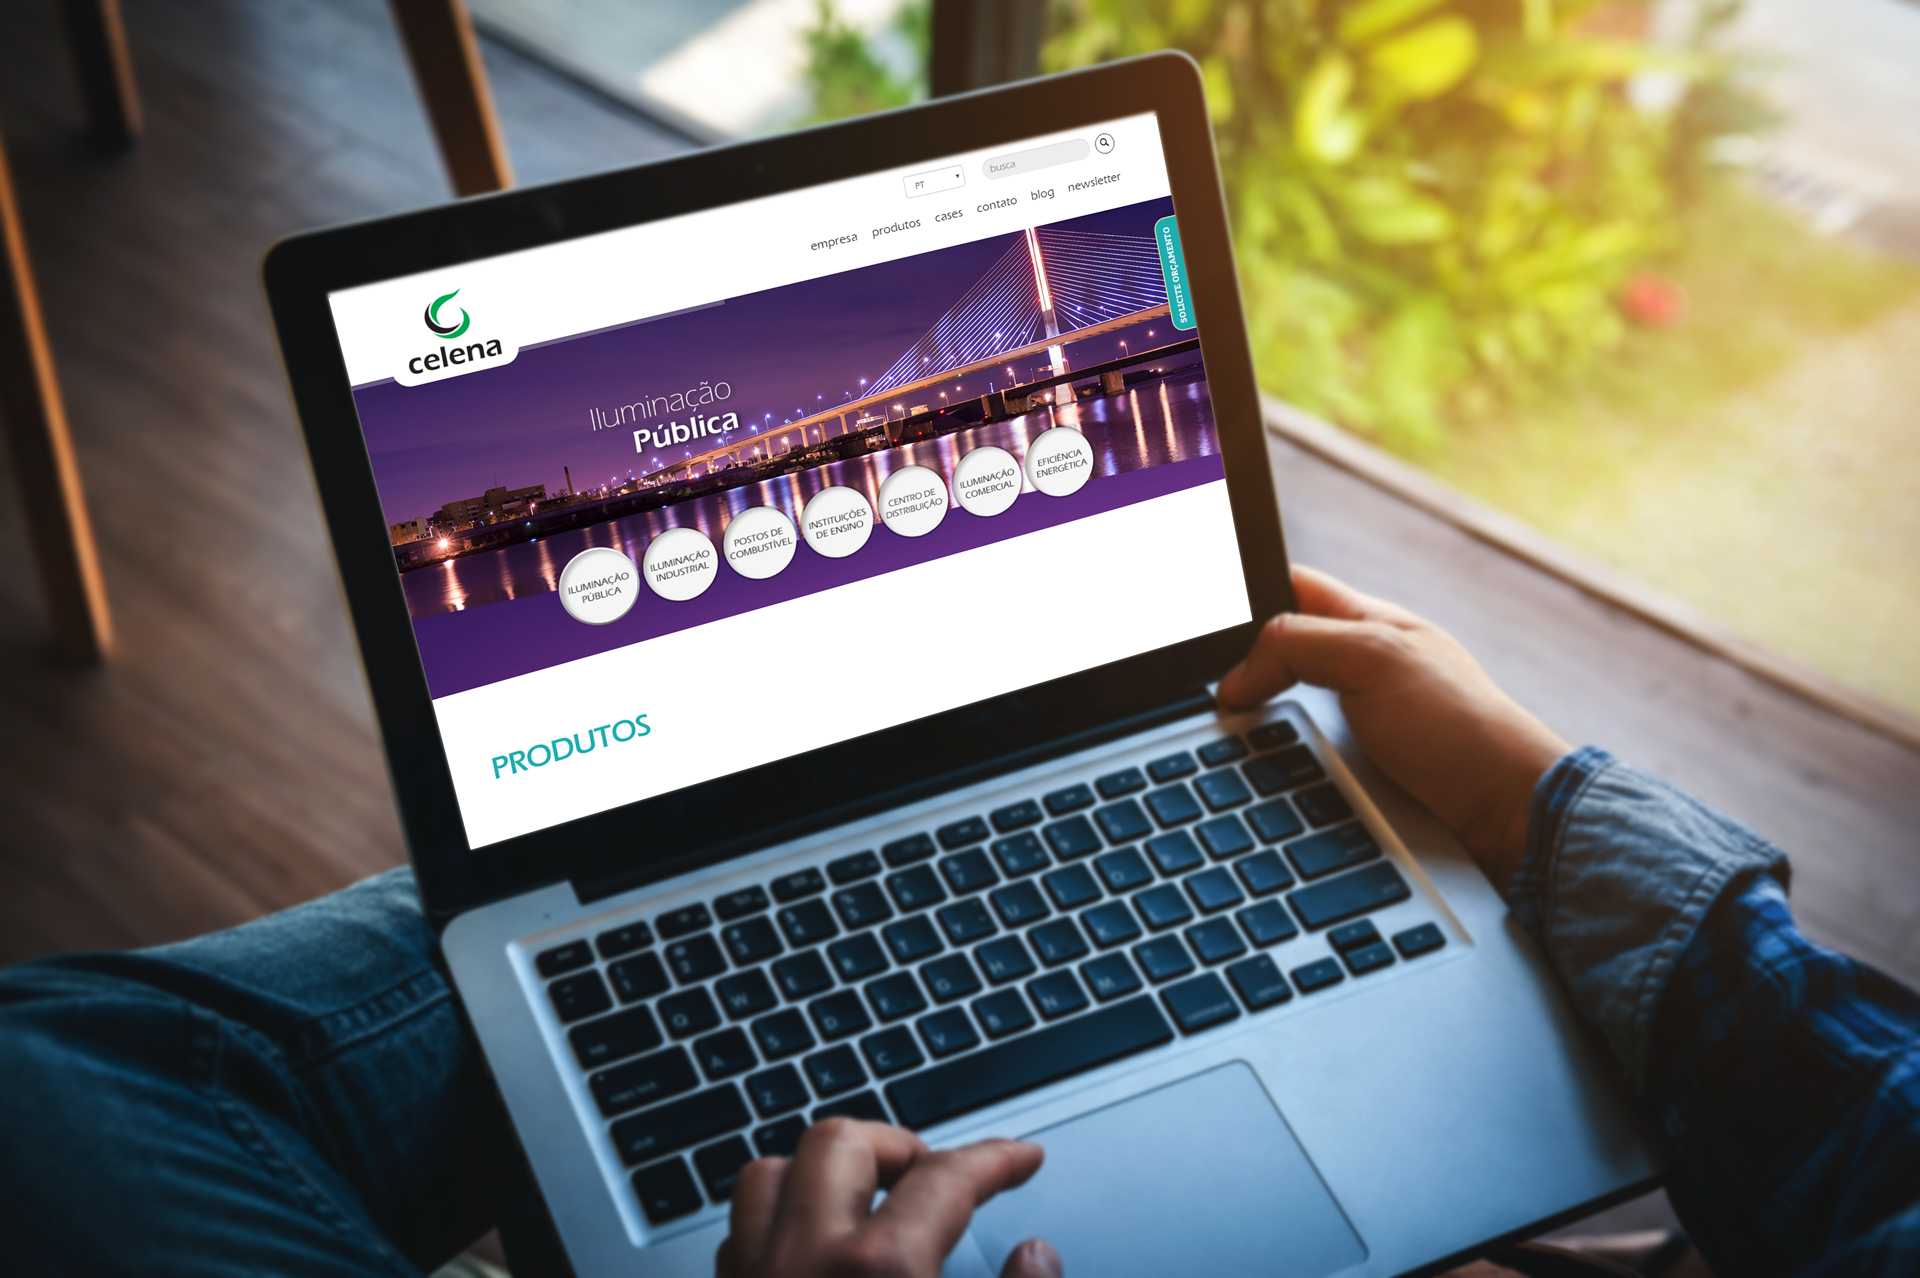 PT
busca
empresa produtos cases contato blog newsletter
celena
SOLICITE ORÇAMENTO
Iluminação
Pública
ILUMINAÇÃO
PÚBLICA
ILUMINAÇÃO
INDUSTRIAL
POSTOS DE
COMBUSTÍVEL
INSTITUIÇÕES
DE ENSINO
CENTRO DE
DISTRIBUIÇÃO
ILUMINAÇÃO
COMERCIAL
EFICIÊNCIA
ENERGÉTICA
PRODUTOS